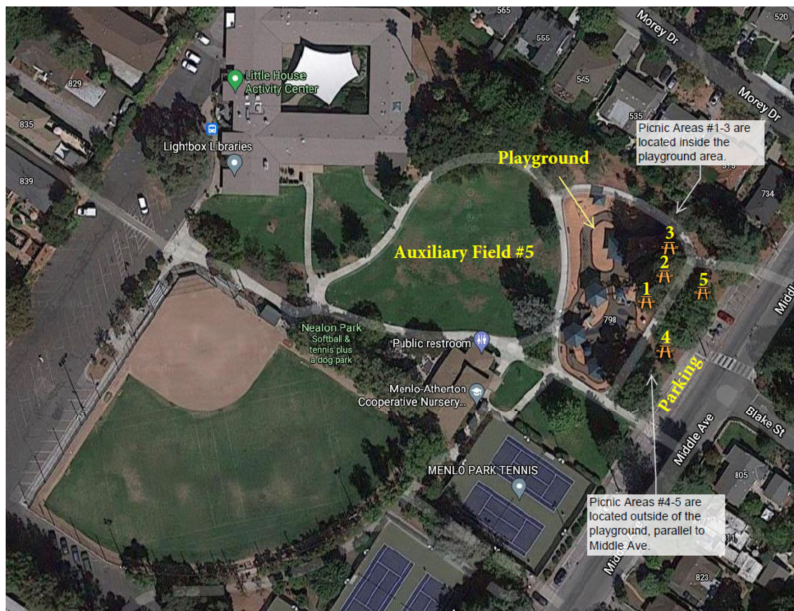 565
520
555
Morey Dr
829
Little House
Activity Center
545
Morey Dr
535
835
Lightbox Libraries
Picnic Areas #1-3 are
located inside the
playground area.
Playground
839
734
3
Auxiliary Field #5
2
5
1
Middle
798
Nealon Park
Softball &
tennis plus
a dog park
Public restroom
4
Parking
Menlo-Atherton
Cooperative Nursery...
Blake St
Middle Ave
MENLO PARK TENNIS
805
Picnic Areas #4-5 are
located outside of the
playground, parallel to
Middle Ave.
823